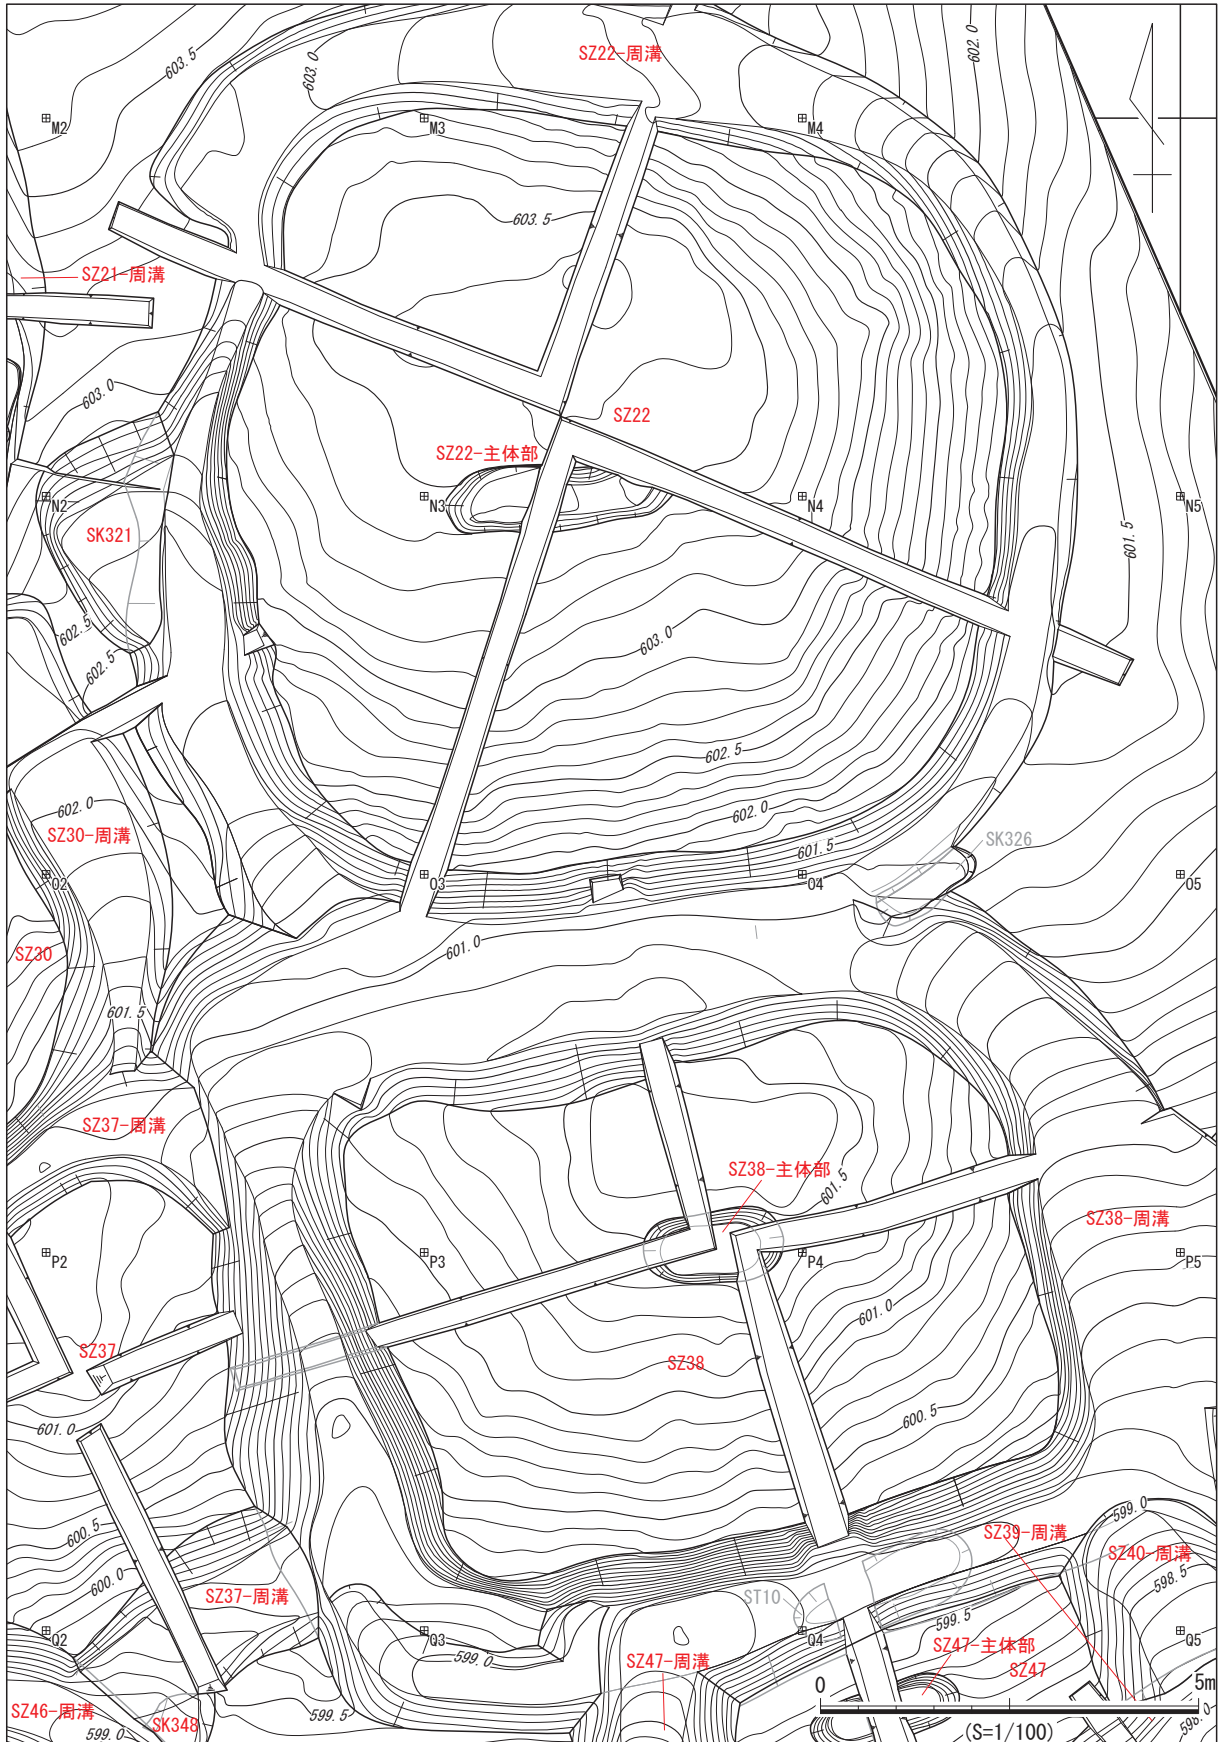 SZ22-周溝
602.0
603.5
603.0
M2
M3
M4
603.5
SZ21-周溝
603.0
SZ22
SZ22-主体部
N2
N3
N4
N5
SK321
601.5
602.5
602.5
603.0
602.5
602.0
602.0
SZ30-周溝
601.5
SK326
O2
O3
O4
O5
SZ30
601.0
601.5
SZ37-周溝
SZ38-主体部
601.5
SZ38-周溝
P2
P3
P4
P5
601.0
SZ37
SZ38
601.0
600.5
599.0
600.5
SZ39-周溝
SZ40-周溝
600.0
598.5
SZ37-周溝
ST10
599.5
Q2
Q3
Q4
Q5
SZ47-主体部
599.0
SZ47-周溝
SZ47
SZ46-周溝
599.5
SK348
599.0
598.0
0
5m
(S=1/100)